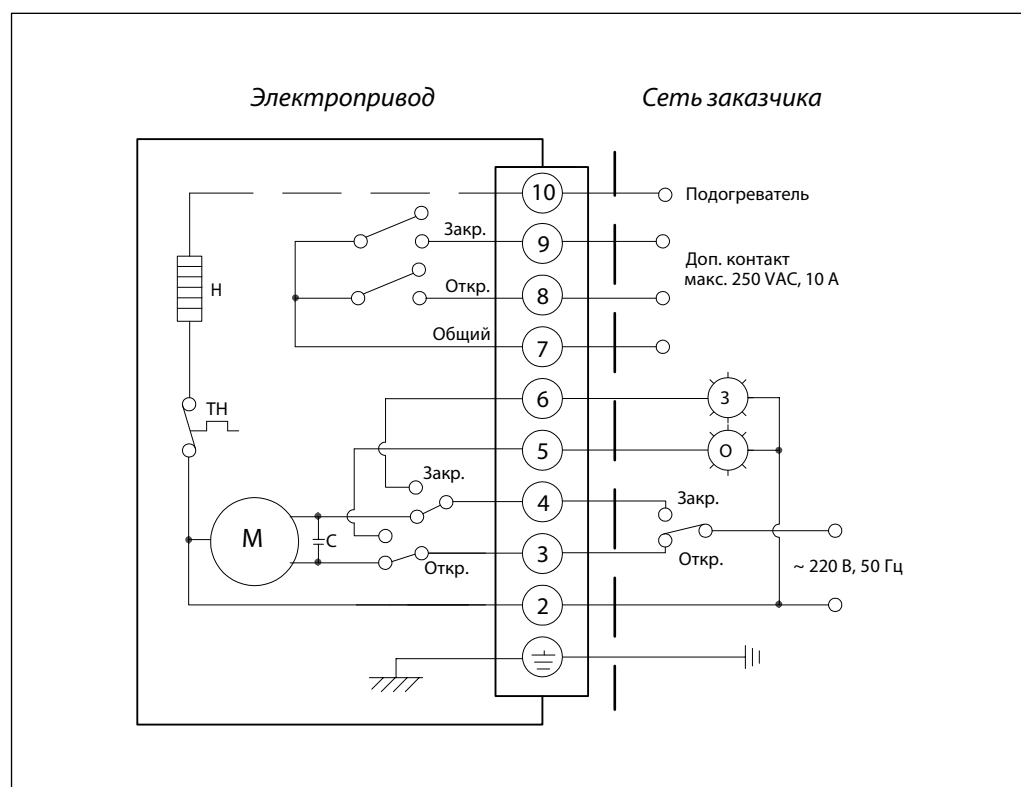 Электропривод
Сеть заказчика
10
Подогреватель
Закр.
9
Доп. контакт
макс. 250 VAC, 10 А
Откр.
8
H
Общий
7
6
З
TH
5
О
Закр.
4
Закр.
M
C
Откр.
3
Откр.
~ 220 В, 50 Гц
2